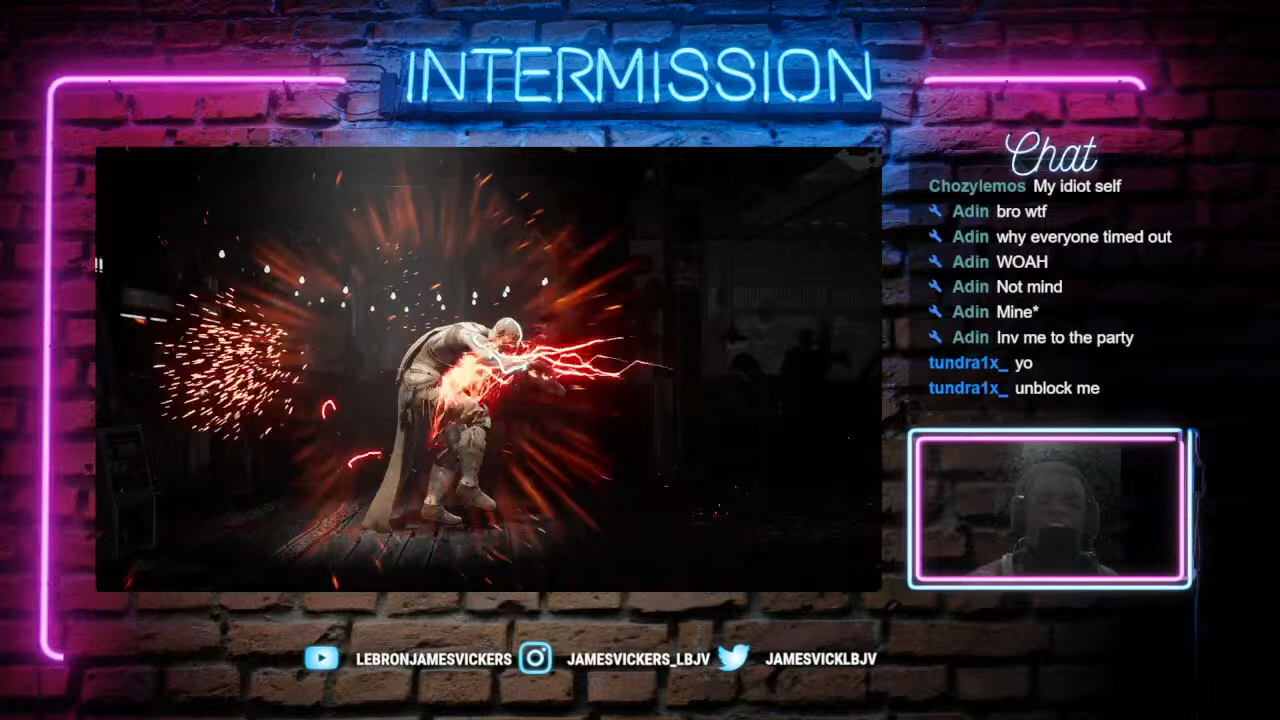 INTERMISSION
Chat
Chozylemos My idiot self
Adin bro wtf
Adin why everyone timed out
Adin WOAH
Adin Not mind
Adin Mine*
Adin Inv me to the party
tundra1x_ yo
tundra1x_ unblock me
LEBRONJAMESVICKERS JAMESVICKERS_LBJV JAMESVICKLBJV